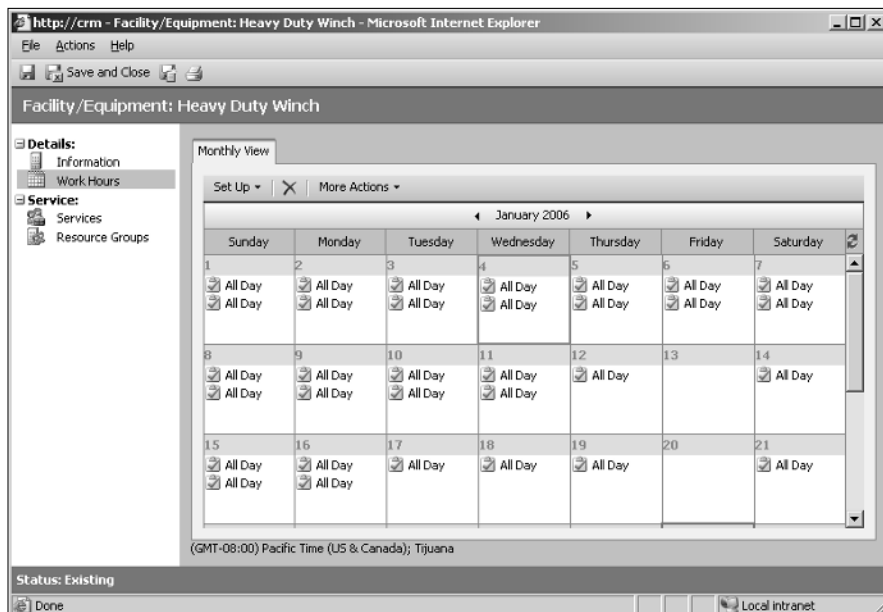 http://crm - Facility/Equipment: Heavy Duty Winch - Microsoft Internet Explorer
File Actions Help
Save and Close
Facility/Equipment: Heavy Duty Winch
Details:
Information
Work Hours
Service:
Services
Resource Groups
Monthly View
Set Up More Actions
January 2006
Sunday Monday Tuesday Wednesday Thursday Friday Saturday
1 2 3 4 5 6 7
All Day All Day All Day All Day All Day All Day All Day
All Day All Day All Day All Day All Day All Day All Day
8 9 10 11 12 13 14
All Day All Day All Day All Day All Day All Day
All Day All Day All Day All Day
15 16 17 18 19 20 21
All Day All Day All Day All Day All Day All Day
All Day All Day
(GMT-08:00) Pacific Time (US & Canada); Tijuana
Status: Existing
Done Local intranet